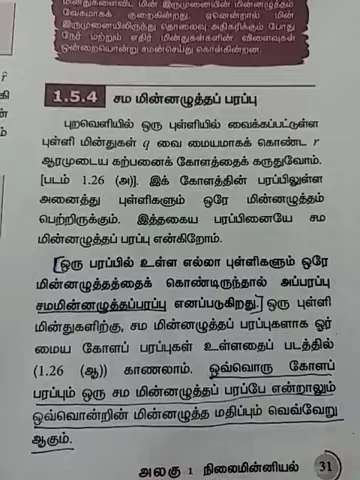 மின்துகளைவிட மின் இருமுனையின் மின்னழுத்தம்
வேகமாகக் குறைகின்றது. ஏனென்றால் மின்
இருமுனையிலிருந்து தொலைவு அதிகரிக்கும் போது
நேர் மற்றும் எதிர் மின்துகள்களின் விளைவுகள்
ஒன்றையொன்று சமன்செய்து கொள்கின்றன.
1.5.4 சம மின்னழுத்தப் பரப்பு
புறவெளியில் ஒரு புள்ளியில் வைக்கப்பட்டுள்ள
புள்ளி மின்துகள் q வை மையமாகக் கொண்ட r
ஆரமுடைய கற்பனைக் கோளத்தைக் கருதுவோம்.
[படம் 1.26 (அ)]. இக் கோளத்தின் பரப்பிலுள்ள
அனைத்து புள்ளிகளும் ஒரே மின்னழுத்தம்
பெற்றிருக்கும். இத்தகைய பரப்பினையே சம
மின்னழுத்தப் பரப்பு என்கிறோம்.
ஒரு பரப்பில் உள்ள எல்லா புள்ளிகளும் ஒரே
மின்னழுத்தத்தைக் கொண்டிருந்தால் அப்பரப்பு
சமமின்னழுத்தப்பரப்பு எனப்படுகிறது. ஒரு புள்ளி
மின்துகளிற்கு, சம மின்னழுத்தப் பரப்புகளாக ஓர்
மைய கோளப் பரப்புகள் உள்ளதைப் படத்தில்
(1.26 (ஆ)) காணலாம். ஒவ்வொரு கோளப்
பரப்பும் ஒரு சம மின்னழுத்தப் பரப்பே என்றாலும்
ஒவ்வொன்றின் மின்னழுத்த மதிப்பும் வெவ்வேறு
ஆகும்.
அலகு 1 நிலைமின்னியல் 31